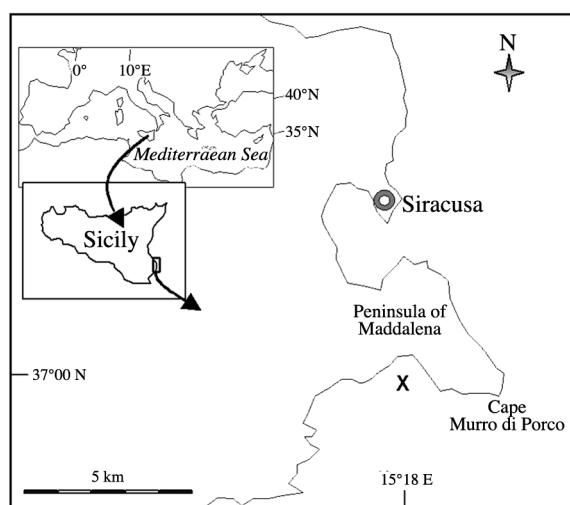 N
0° 10°E
40°N
35°N
Mediterraean Sea
Siracusa
Sicily
Peninsula of
Maddalena
37°00 N
X
Cape
Murro di Porco
5 km
15°18 E